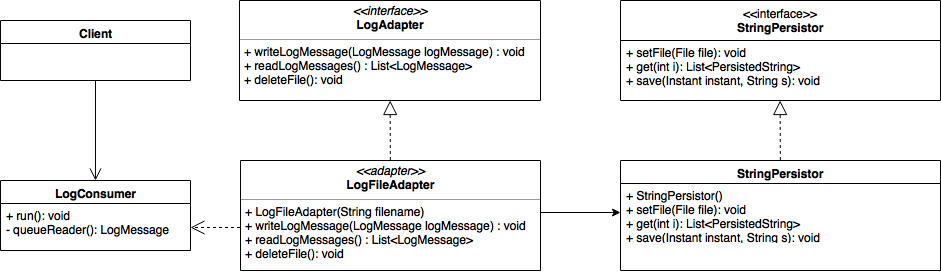 Client
<<interface>>
LogAdapter
+ writeLogMessage(LogMessage logMessage) : void
+ readLogMessages() : List<LogMessage>
+ deleteFile(): void
<<interface>>
StringPersistor
+ setFile(File file): void
+ get(int i): List<PersistedString>
+ save(Instant instant, String s): void
LogConsumer
+ run(): void
- queueReader(): LogMessage
<<adapter>>
LogFileAdapter
+ LogFileAdapter(String filename)
+ writeLogMessage(LogMessage logMessage) : void
+ readLogMessages() : List<LogMessage>
+ deleteFile(): void
StringPersistor
+ StringPersistor()
+ setFile(File file): void
+ get(int i): List<PersistedString>
+ save(Instant instant, String s): void